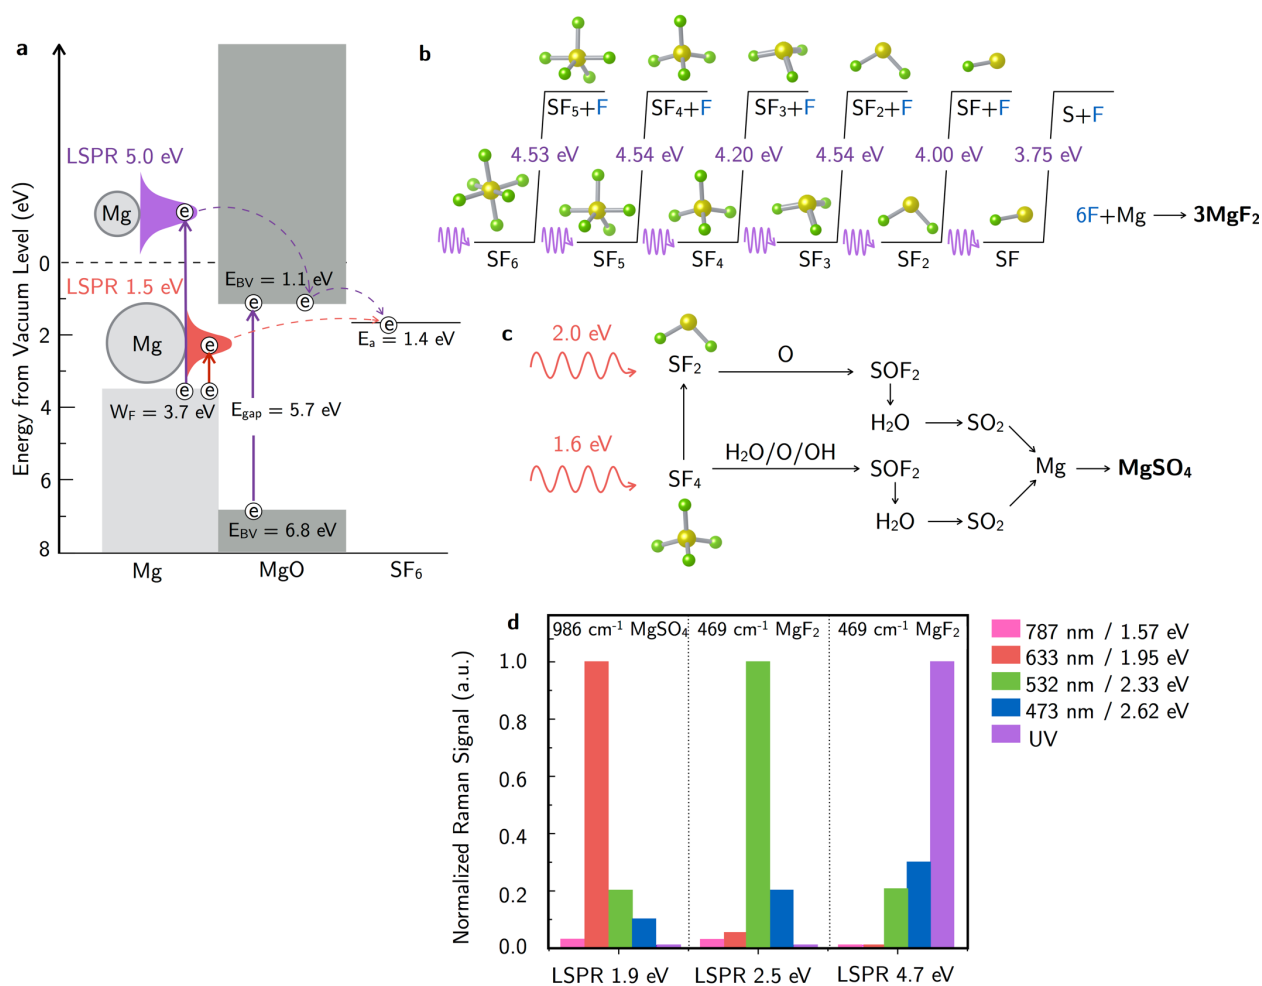 a
Energy from Vacuum Level (eV)
0
2
4
6
8
LSPR 5.0 eV
Mg
e
LSPR 1.5 eV
Mg
e
e
e
W_F = 3.7 eV
E_BV = 1.1 eV
e
e
E_gap = 5.7 eV
e
E_BV = 6.8 eV
e
E_a = 1.4 eV
Mg
MgO
SF₆
b
SF₅+F
SF₄+F
SF₃+F
SF₂+F
SF+F
S+F
4.53 eV
4.54 eV
4.20 eV
4.54 eV
4.00 eV
3.75 eV
SF₆
SF₅
SF₄
SF₃
SF₂
SF
6F+Mg → 3MgF₂
c
2.0 eV
SF₂
O
SOF₂
H₂O
SO₂
1.6 eV
SF₄
H₂O/O/OH
SOF₂
H₂O
SO₂
Mg
MgSO₄
d
986 cm⁻¹ MgSO₄
469 cm⁻¹ MgF₂
469 cm⁻¹ MgF₂
Normalized Raman Signal (a.u.)
1.0
0.8
0.6
0.4
0.2
0.0
LSPR 1.9 eV
LSPR 2.5 eV
LSPR 4.7 eV
787 nm / 1.57 eV
633 nm / 1.95 eV
532 nm / 2.33 eV
473 nm / 2.62 eV
UV